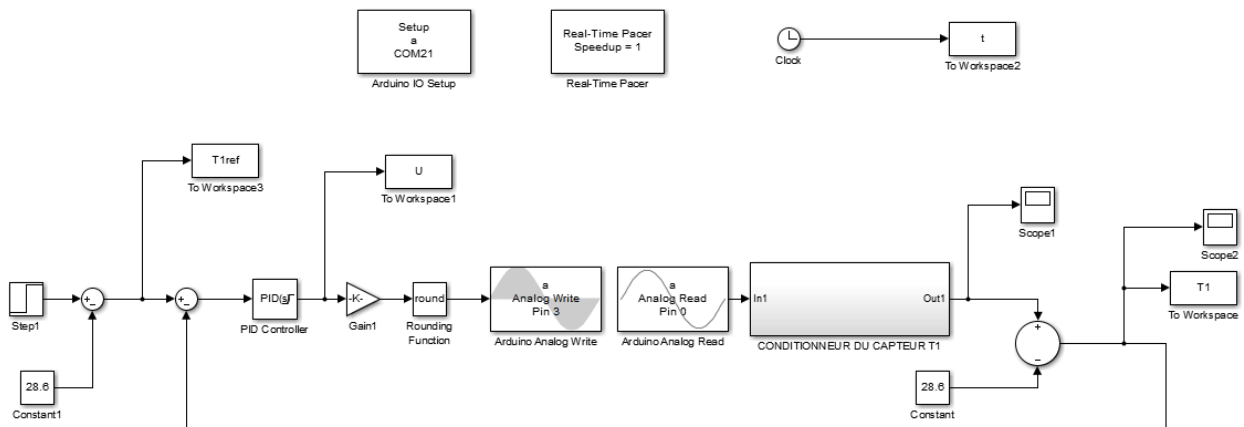 Setup
a
COM21
Arduino IO Setup
Real-Time Pacer
Speedup = 1
Real-Time Pacer
Clock
t
To Workspace2
T1ref
To Workspace3
U
To Workspace1
Scope1
Scope2
T1
To Workspace
Step1
+
−
+
−
PID(s)
PID Controller
-K-
Gain1
round
Rounding
Function
a
Analog Write
Pin 3
Arduino Analog Write
a
Analog Read
Pin 0
Arduino Analog Read
In1
Out1
CONDITIONNEUR DU CAPTEUR T1
+
−
28.6
Constant1
28.6
Constant